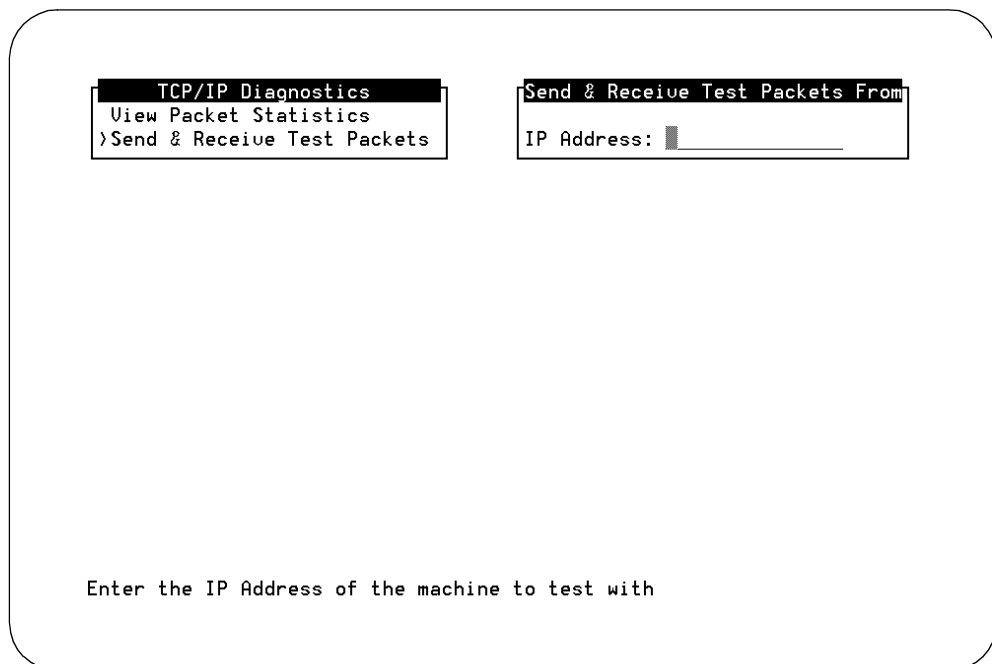 TCP/IP Diagnostics
View Packet Statistics
>Send & Receive Test Packets
Send & Receive Test Packets From
IP Address:
Enter the IP Address of the machine to test with